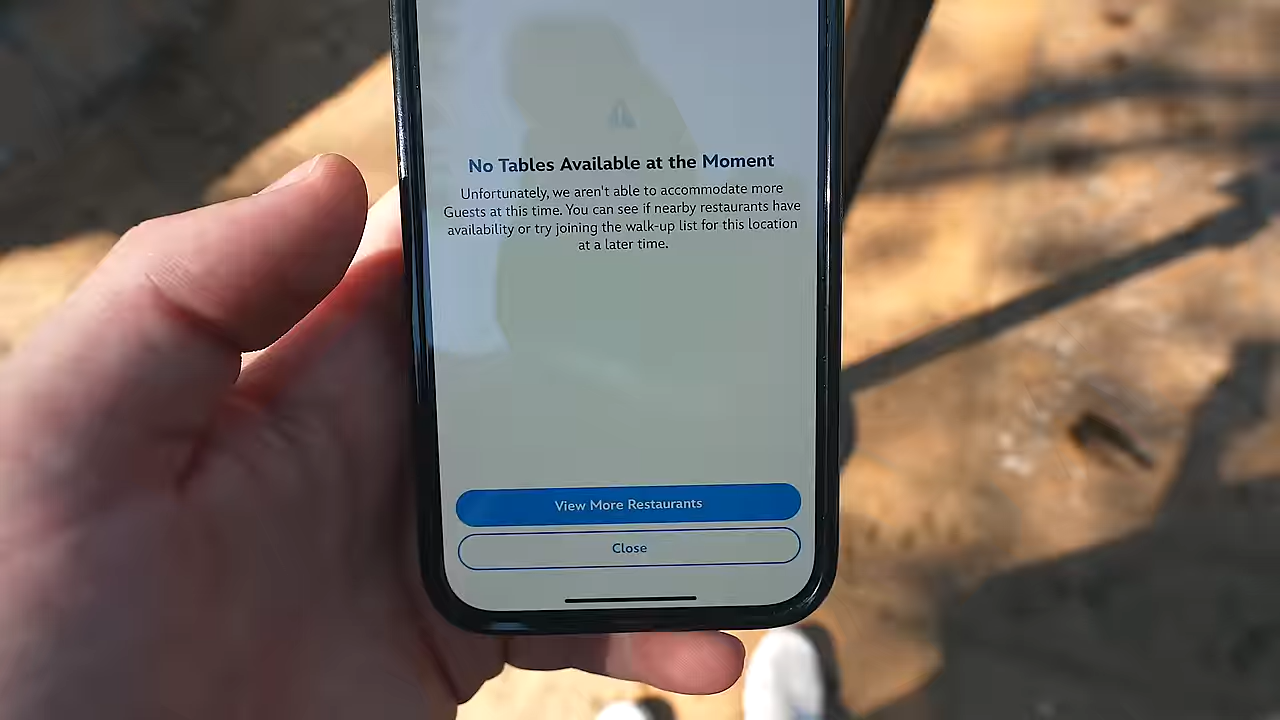 No Tables Available at the Moment
Unfortunately, we aren't able to accommodate more
Guests at this time. You can see if nearby restaurants have
availability or try joining the walk-up list for this location
at a later time.
View More Restaurants
Close